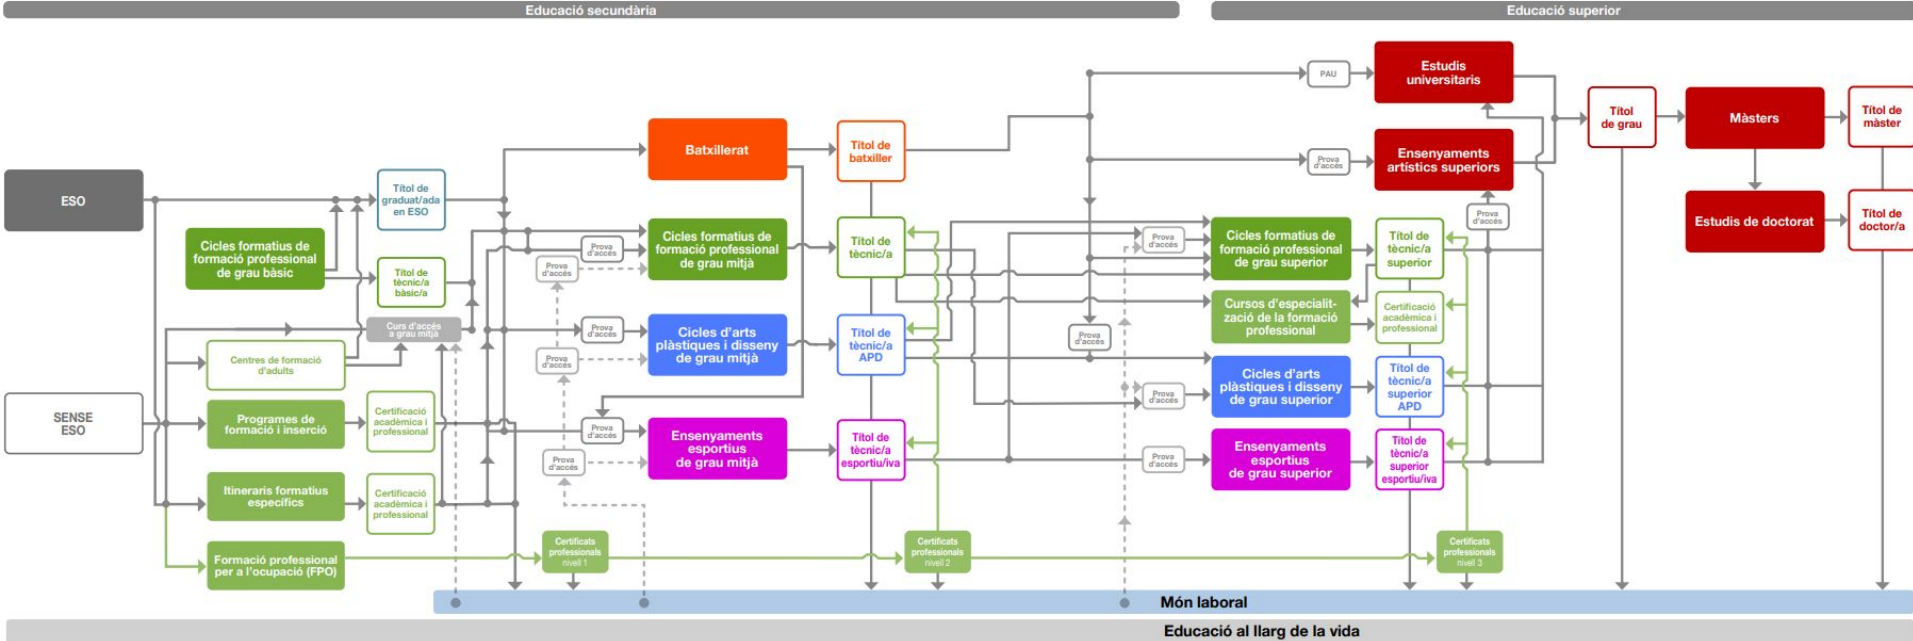 Educació secundària
Educació superior
ESO
SENSE
ESO
Cicles formatius de
formació professional
de grau bàsic
Centres de formació
d'adults
Programes de
formació i inserció
Itineraris formatius
específics
Formació professional
per a l'ocupació (FPO)
Títol de
graduat/ada
en ESO
Títol de
tècnic/a
bàsic/a
Curs d'accés
a grau mitjà
Certificació
acadèmica i
professional
Certificació
acadèmica i
professional
Prova
d'accés
Prova
d'accés
Prova
d'accés
Prova
d'accés
Prova
d'accés
Prova
d'accés
Certificats
professionals
nivell 1
Batxillerat
Cicles formatius de
formació professional
de grau mitjà
Cicles d'arts
plàstiques i disseny
de grau mitjà
Ensenyaments
esportius
de grau mitjà
Títol de
batxiller
Títol de
tècnic/a
Títol de
tècnic/a
APD
Títol de
tècnic/a
esportiu/iva
Certificats
professionals
nivell 2
Prova
d'accés
Prova
d'accés
Prova
d'accés
Prova
d'accés
PAU
Prova
d'accés
Estudis
universitaris
Ensenyaments
artístics superiors
Prova
d'accés
Cicles formatius de
formació professional
de grau superior
Cursos d'especialit-
zació de la formació
professional
Cicles d'arts
plàstiques i disseny
de grau superior
Ensenyaments
esportius
de grau superior
Títol de
tècnic/a
superior
Certificació
acadèmica i
professional
Títol de
tècnic/a
superior
APD
Títol de
tècnic/a
superior
esportiu/iva
Certificats
professionals
nivell 3
Títol
de grau
Màsters
Títol de
màster
Estudis de doctorat
Títol de
doctor/a
Món laboral
Educació al llarg de la vida